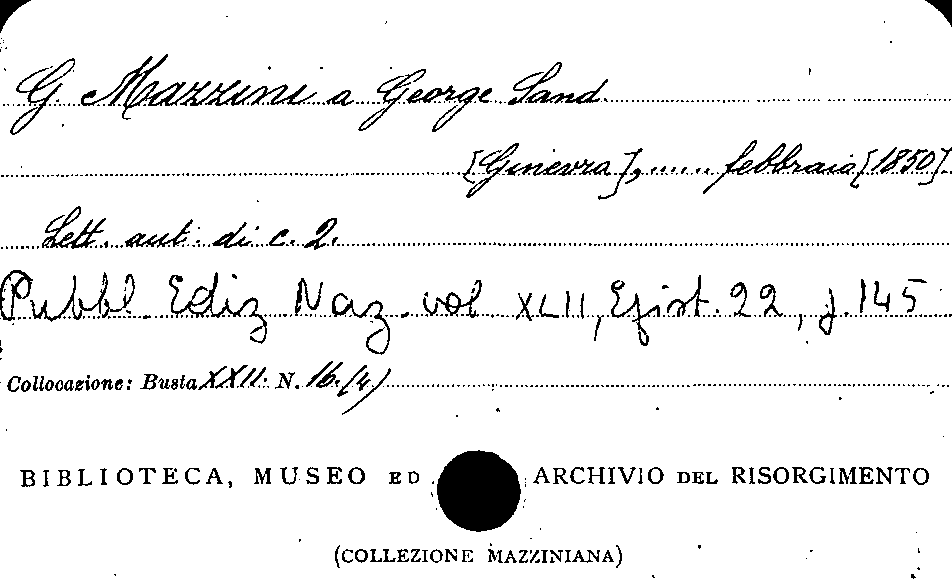 G. Mazzini a George Sand.
[Ginevra], ..... febbraio [1850].
Lett. aut. di c. 2.
Pubbl. Ediz Naz. vol. XLII, Epist. 22, p. 145
Collocazione: Busta XXII. N. 16. (4)
BIBLIOTECA, MUSEO ED ARCHIVIO DEL RISORGIMENTO
(COLLEZIONE MAZZINIANA)